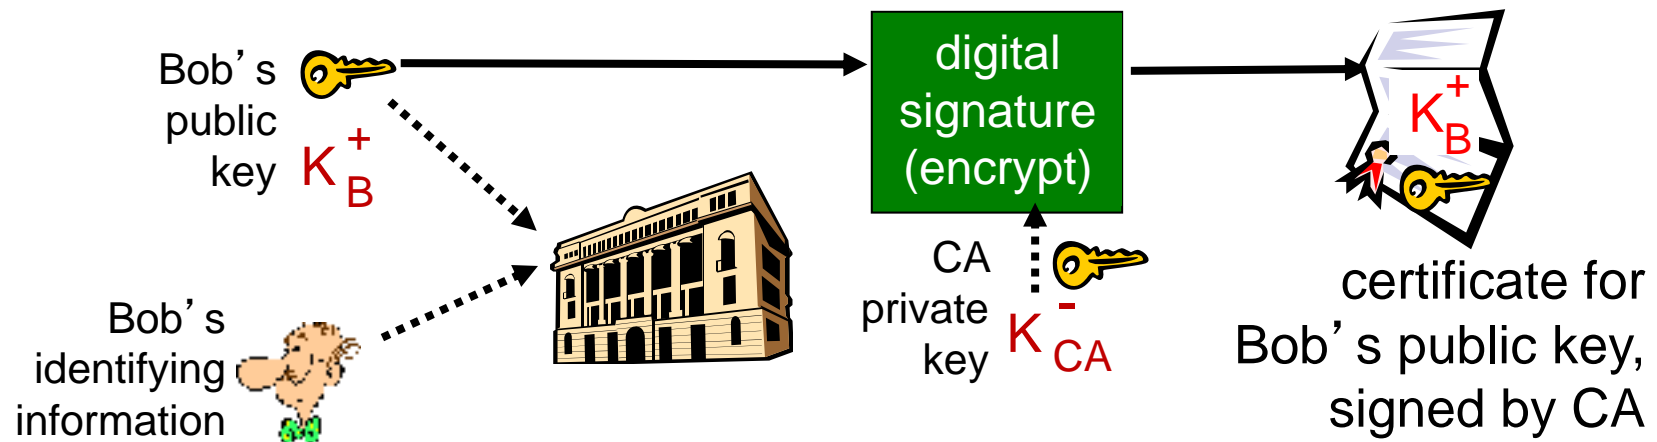 Bob’s
public
key
K + B
digital
signature
(encrypt)
K + B
Bob’s
identifying
information
CA
private
key
K - CA
certificate for
Bob’s public key,
signed by CA